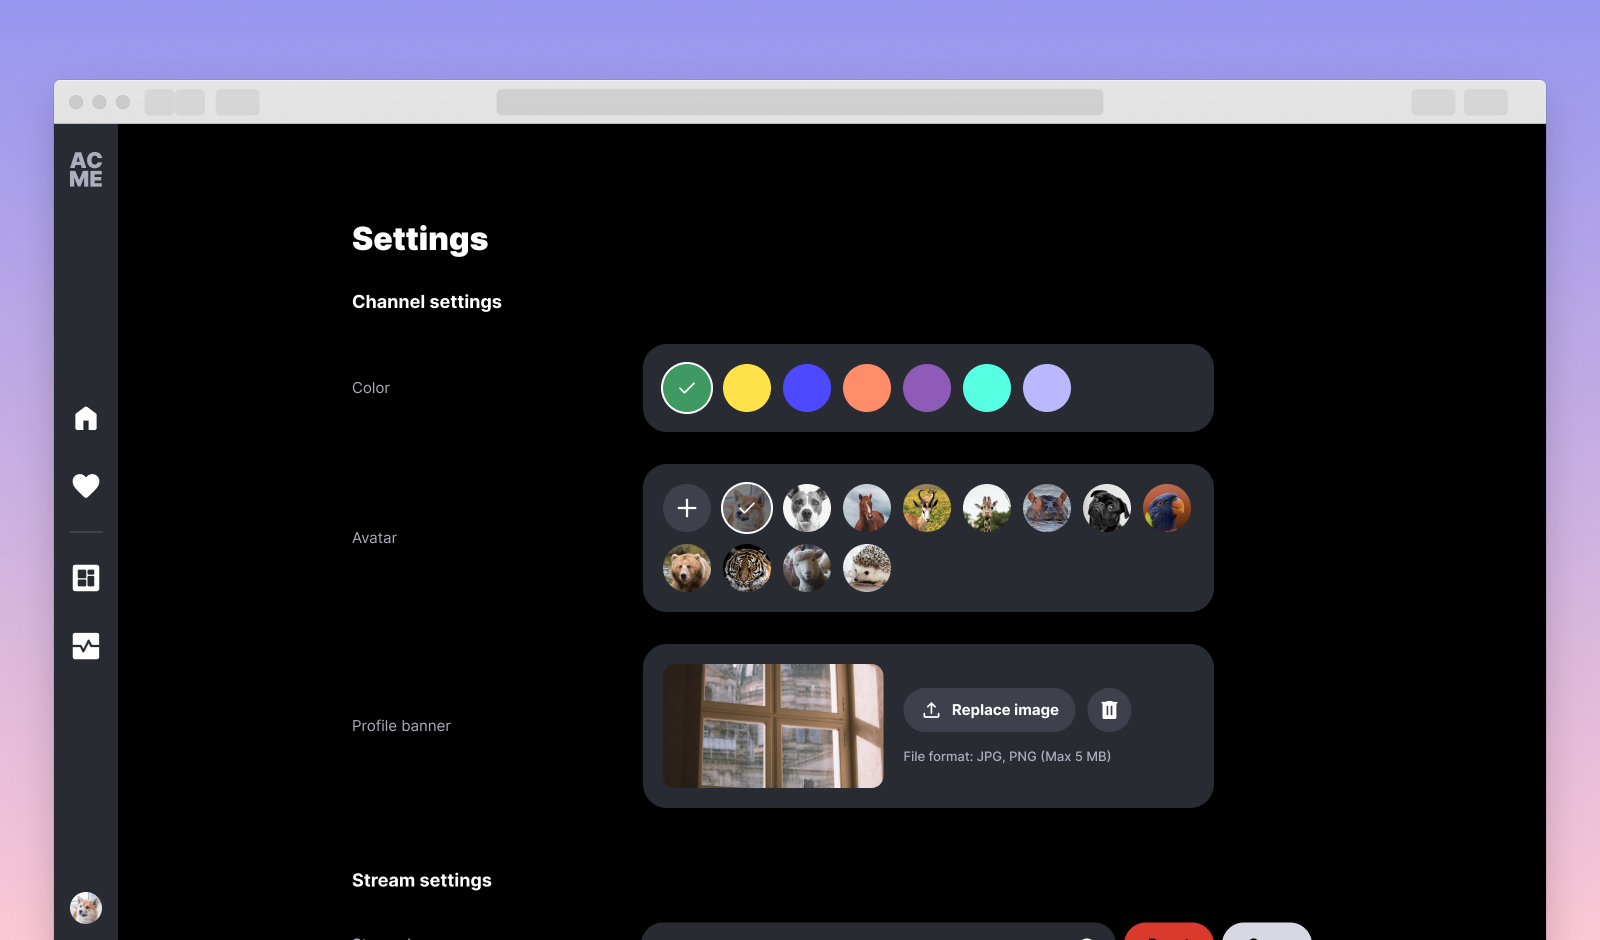 AC
ME
Settings
Channel settings
Color
Avatar
Profile banner
Replace image
File format: JPG, PNG (Max 5 MB)
Stream settings